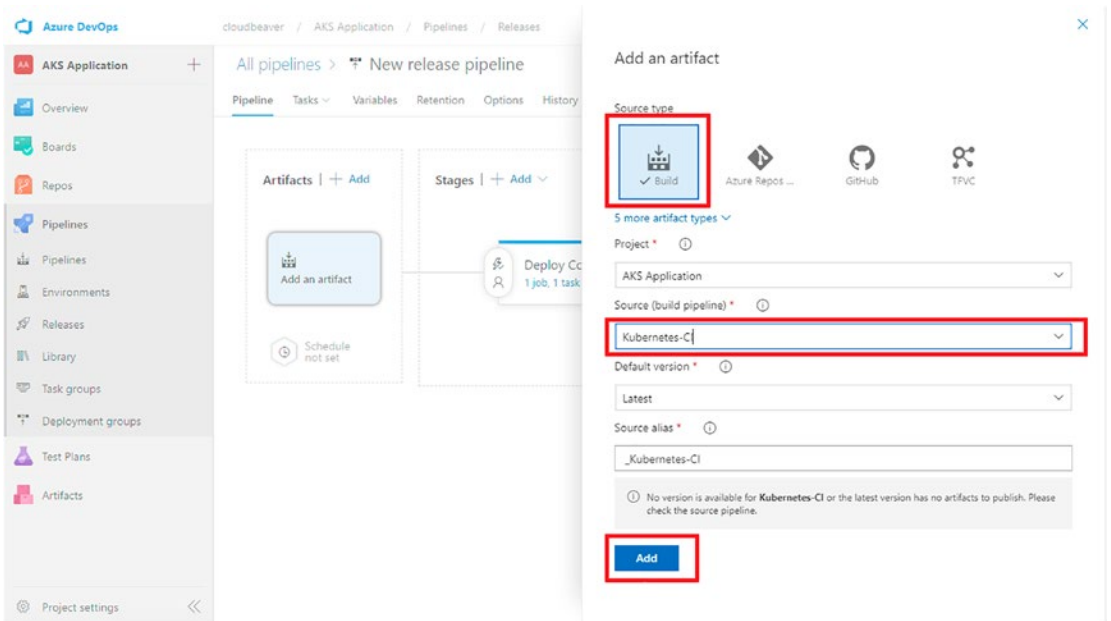 Azure DevOps
cloudbeaver / AKS Application / Pipelines / Releases
AA AKS Application
Overview
Boards
Repos
Pipelines
Pipelines
Environments
Releases
Library
Task groups
Deployment groups
Test Plans
Artifacts
Project settings
All pipelines > New release pipeline
Pipeline Tasks Variables Retention Options History
Artifacts | + Add
Stages | + Add
Add an artifact
Schedule
not set
Deploy Co
1 job, 1 task
Add an artifact
Source type
Build
Azure Repos ...
GitHub
TFVC
5 more artifact types
Project *
AKS Application
Source (build pipeline) *
Kubernetes-CI
Default version *
Latest
Source alias *
_Kubernetes-CI
No version is available for Kubernetes-CI or the latest version has no artifacts to publish. Please
check the source pipeline.
Add